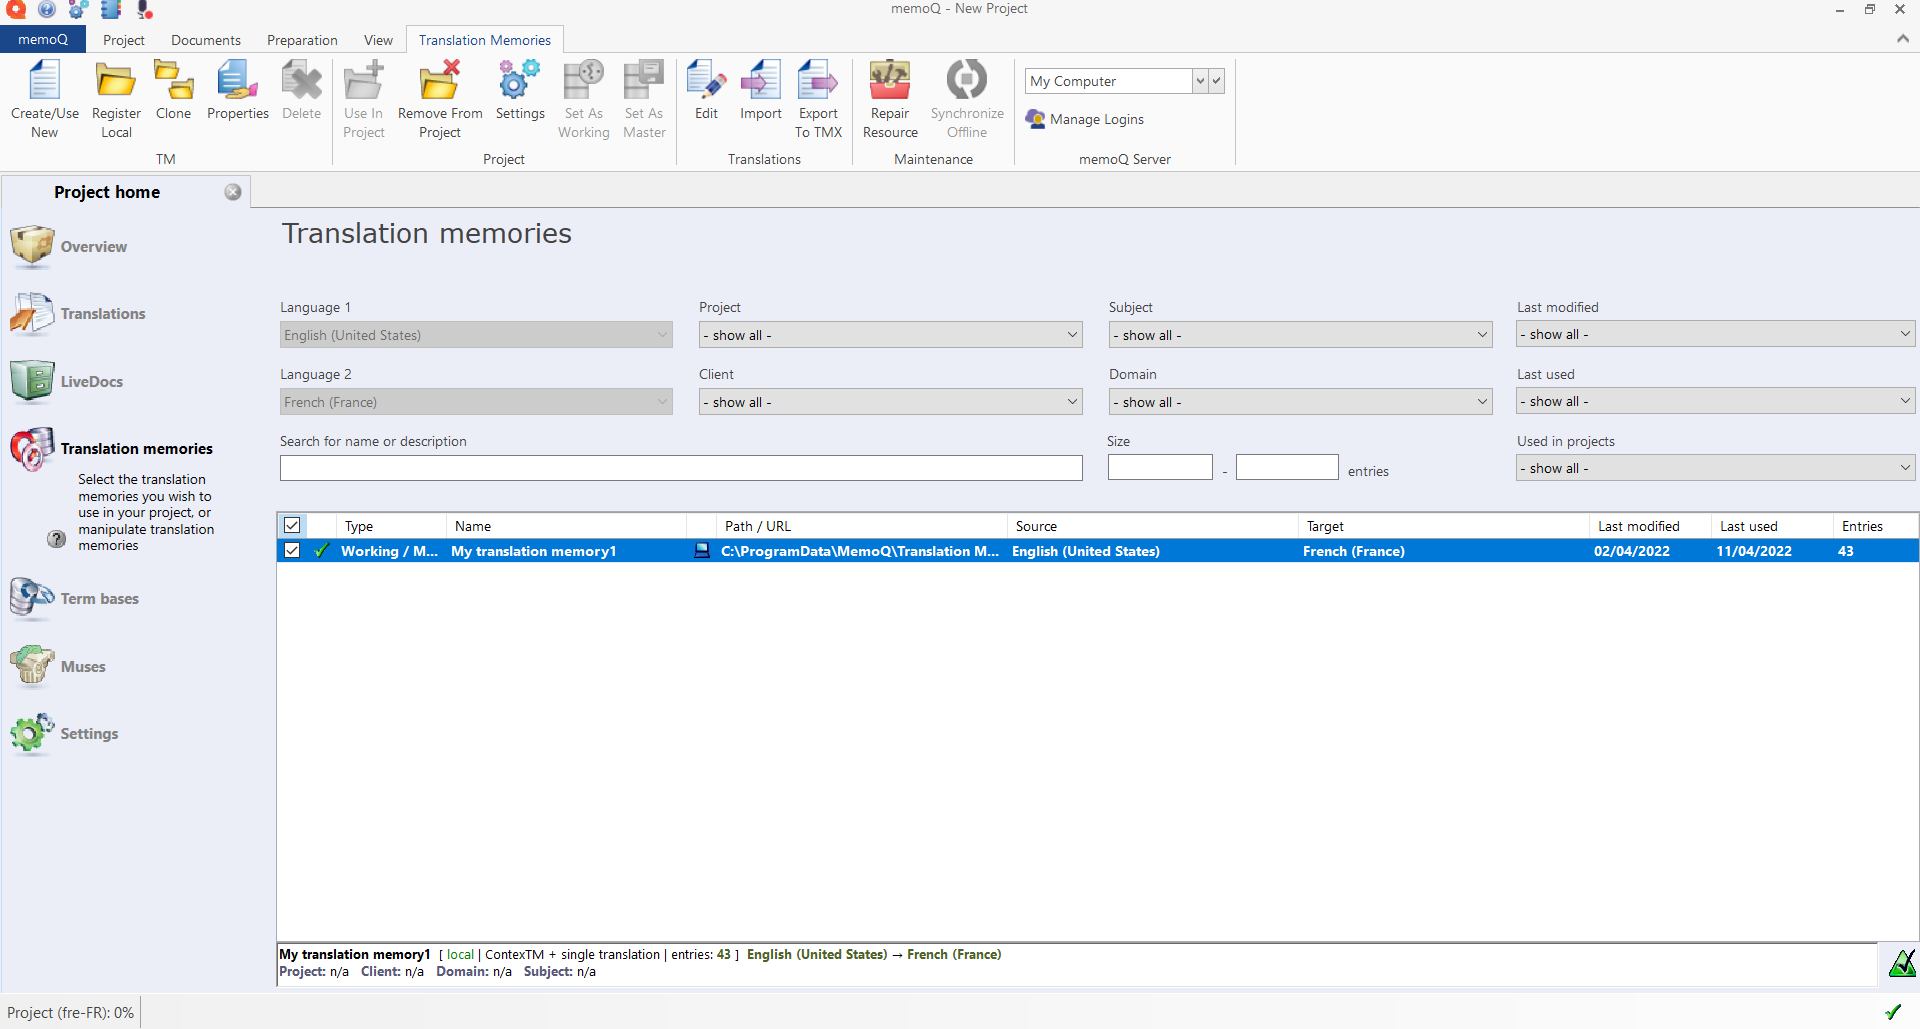 memoQ - New Project
memoQ Project Documents Preparation View Translation Memories
Create/Use New
Register Local
Clone
Properties
Delete
TM
Use In Project
Remove From Project
Settings
Set As Working
Set As Master
Project
Edit
Import
Export To TMX
Translations
Repair Resource
Synchronize Offline
Maintenance
My Computer
Manage Logins
memoQ Server
Project home
Overview
Translations
LiveDocs
Translation memories
Select the translation
memories you wish to
use in your project, or
manipulate translation
memories
?
Term bases
Muses
Settings
Translation memories
Language 1
English (United States)
Project
- show all -
Subject
- show all -
Last modified
- show all -
Language 2
French (France)
Client
- show all -
Domain
- show all -
Last used
- show all -
Search for name or description
Size
- entries
Used in projects
- show all -
Type Name Path / URL Source Target Last modified Last used Entries
Working / M... My translation memory1 C:\ProgramData\MemoQ\Translation M... English (United States) French (France) 02/04/2022 11/04/2022 43
My translation memory1 [ local | ContexTM + single translation | entries: 43 ] English (United States) → French (France)
Project: n/a Client: n/a Domain: n/a Subject: n/a
Project (fre-FR): 0%